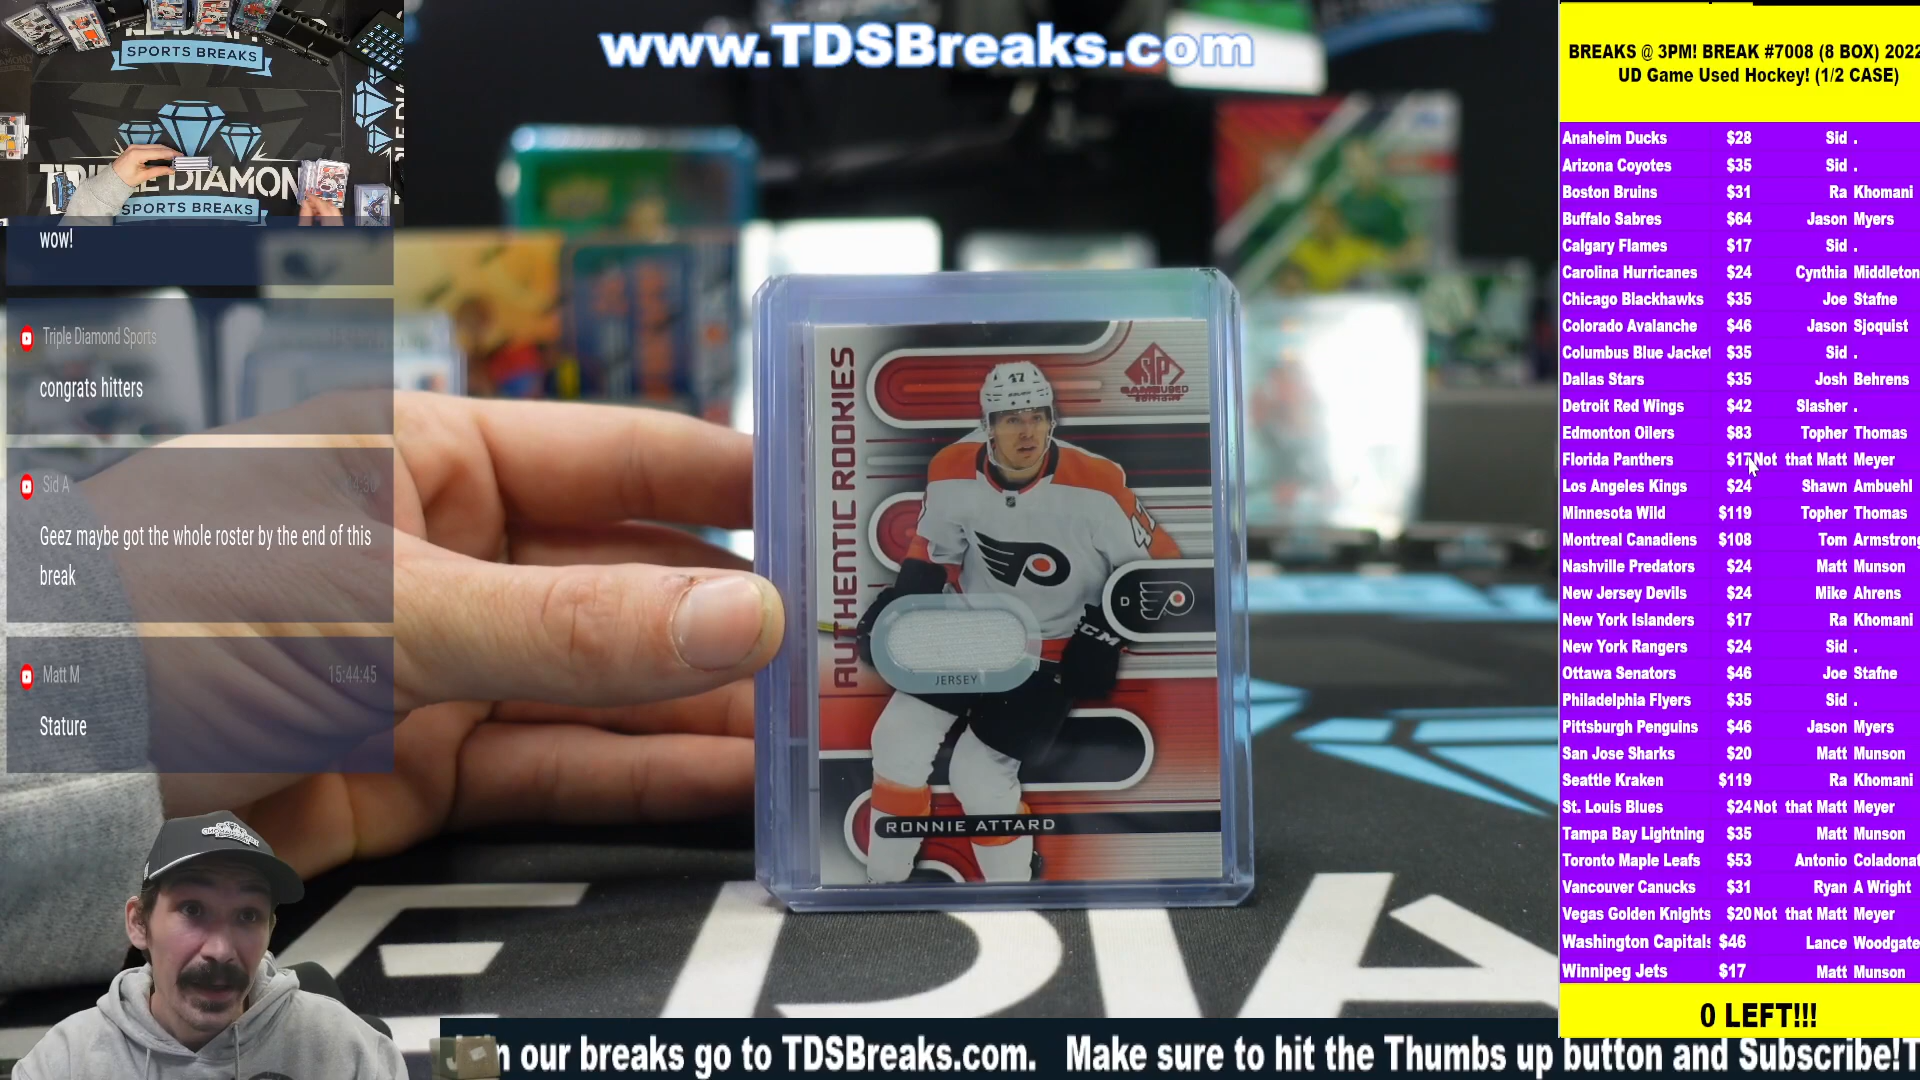 www.TDSBreaks.com
SPORTS BREAKS
TRIPLE DIAMOND
SPORTS BREAKS
wow!
Triple Diamond Sports
congrats hitters
Sid A
Geez maybe got the whole roster by the end of this
break
Matt M 15:44:45
Stature
AUTHENTIC ROOKIES
17
SP
GAME USED
EDITION
47
D
CCM
JERSEY
RONNIE ATTARD
BREAKS @ 3PM! BREAK #7008 (8 BOX) 2022
UD Game Used Hockey! (1/2 CASE)
Anaheim Ducks $28 Sid .
Arizona Coyotes $35 Sid .
Boston Bruins $31 Ra Khomani
Buffalo Sabres $64 Jason Myers
Calgary Flames $17 Sid .
Carolina Hurricanes $24 Cynthia Middleton
Chicago Blackhawks $35 Joe Stafne
Colorado Avalanche $46 Jason Sjoquist
Columbus Blue Jacket $35 Sid .
Dallas Stars $35 Josh Behrens
Detroit Red Wings $42 Slasher .
Edmonton Oilers $83 Topher Thomas
Florida Panthers $17 Not that Matt Meyer
Los Angeles Kings $24 Shawn Ambuehl
Minnesota Wild $119 Topher Thomas
Montreal Canadiens $108 Tom Armstrong
Nashville Predators $24 Matt Munson
New Jersey Devils $24 Mike Ahrens
New York Islanders $17 Ra Khomani
New York Rangers $24 Sid .
Ottawa Senators $46 Joe Stafne
Philadelphia Flyers $35 Sid .
Pittsburgh Penguins $46 Jason Myers
San Jose Sharks $20 Matt Munson
Seattle Kraken $119 Ra Khomani
St. Louis Blues $24 Not that Matt Meyer
Tampa Bay Lightning $35 Matt Munson
Toronto Maple Leafs $53 Antonio Coladonat
Vancouver Canucks $31 Ryan A Wright
Vegas Golden Knights $20 Not that Matt Meyer
Washington Capitals $46 Lance Woodgate
Winnipeg Jets $17 Matt Munson
0 LEFT!!!
Join our breaks go to TDSBreaks.com. Make sure to hit the Thumbs up button and Subscribe!T